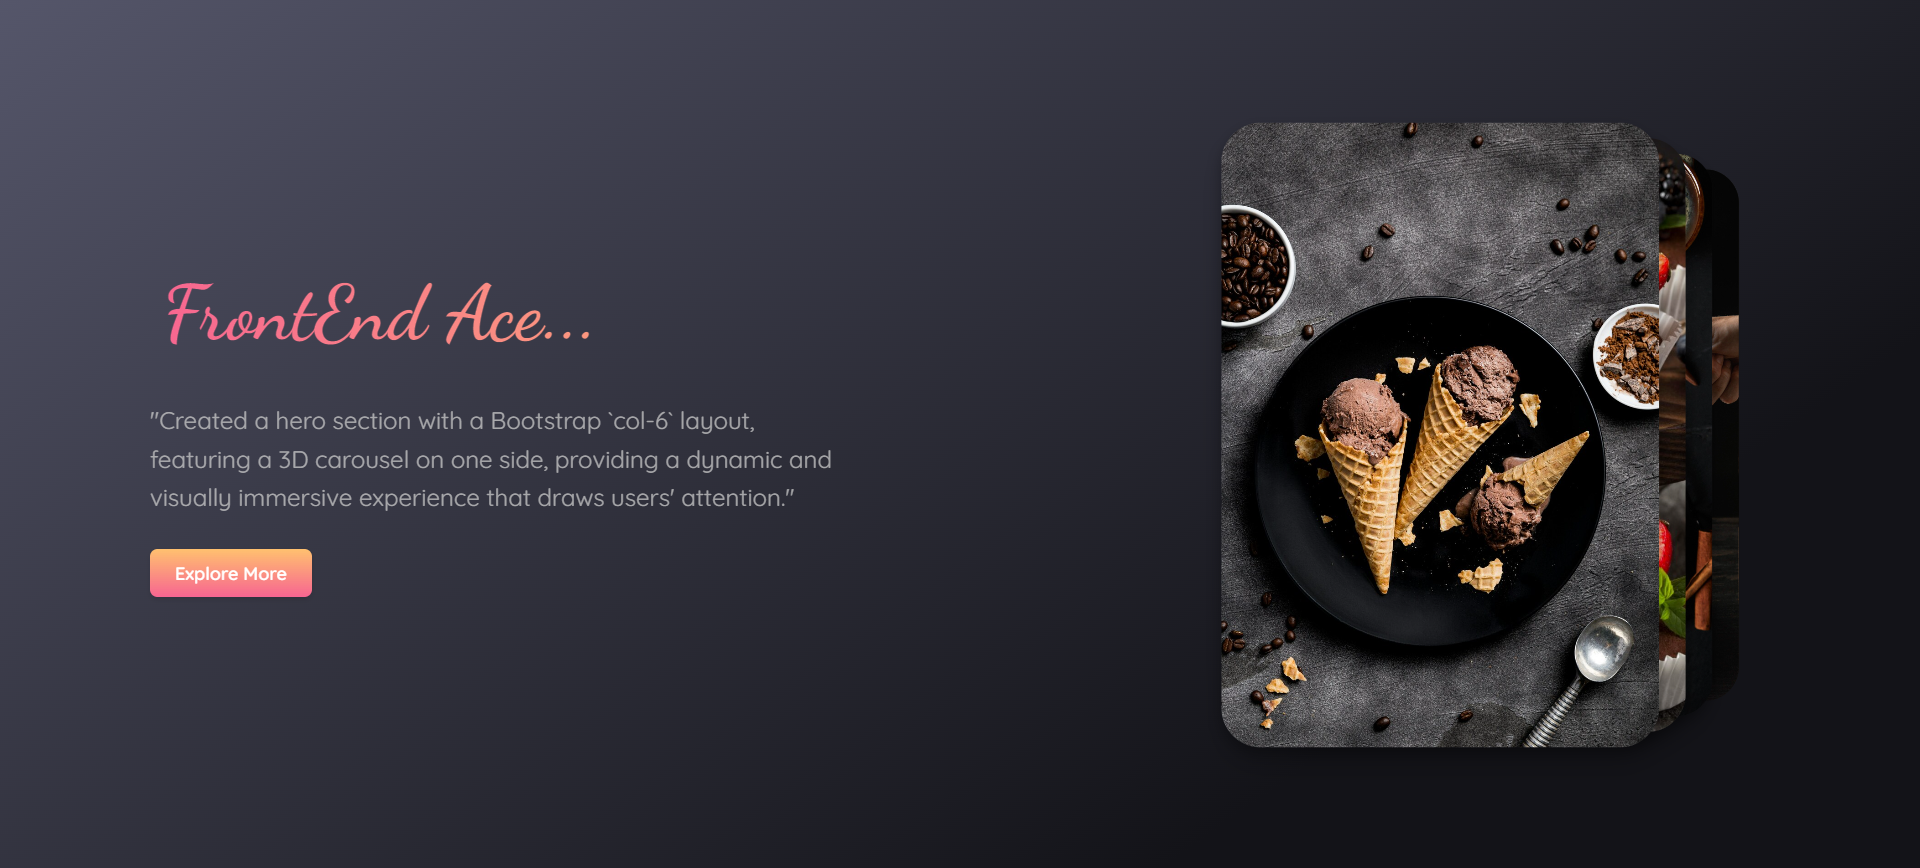 FrontEnd Ace...
"Created a hero section with a Bootstrap `col-6` layout,
featuring a 3D carousel on one side, providing a dynamic and
visually immersive experience that draws users' attention."
Explore More